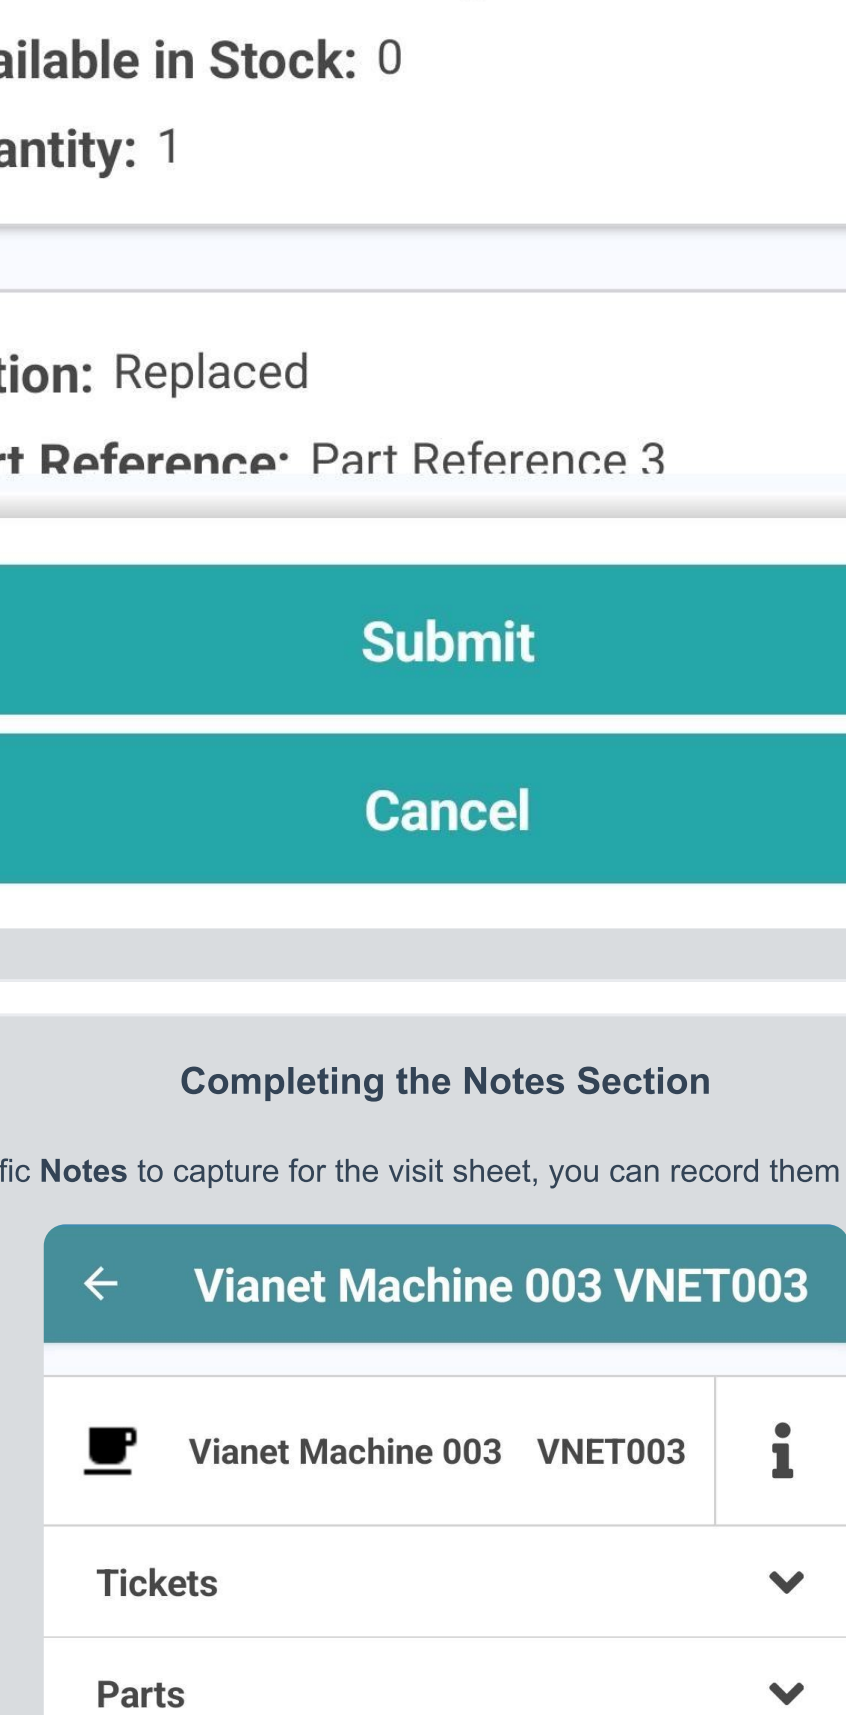 ailable in Stock: 0
antity: 1
tion: Replaced
rt Reference: Part Reference 3
Submit
Cancel
Completing the Notes Section
fic Notes to capture for the visit sheet, you can record them
Vianet Machine 003 VNET003
Vianet Machine 003 VNET003
Tickets
Parts